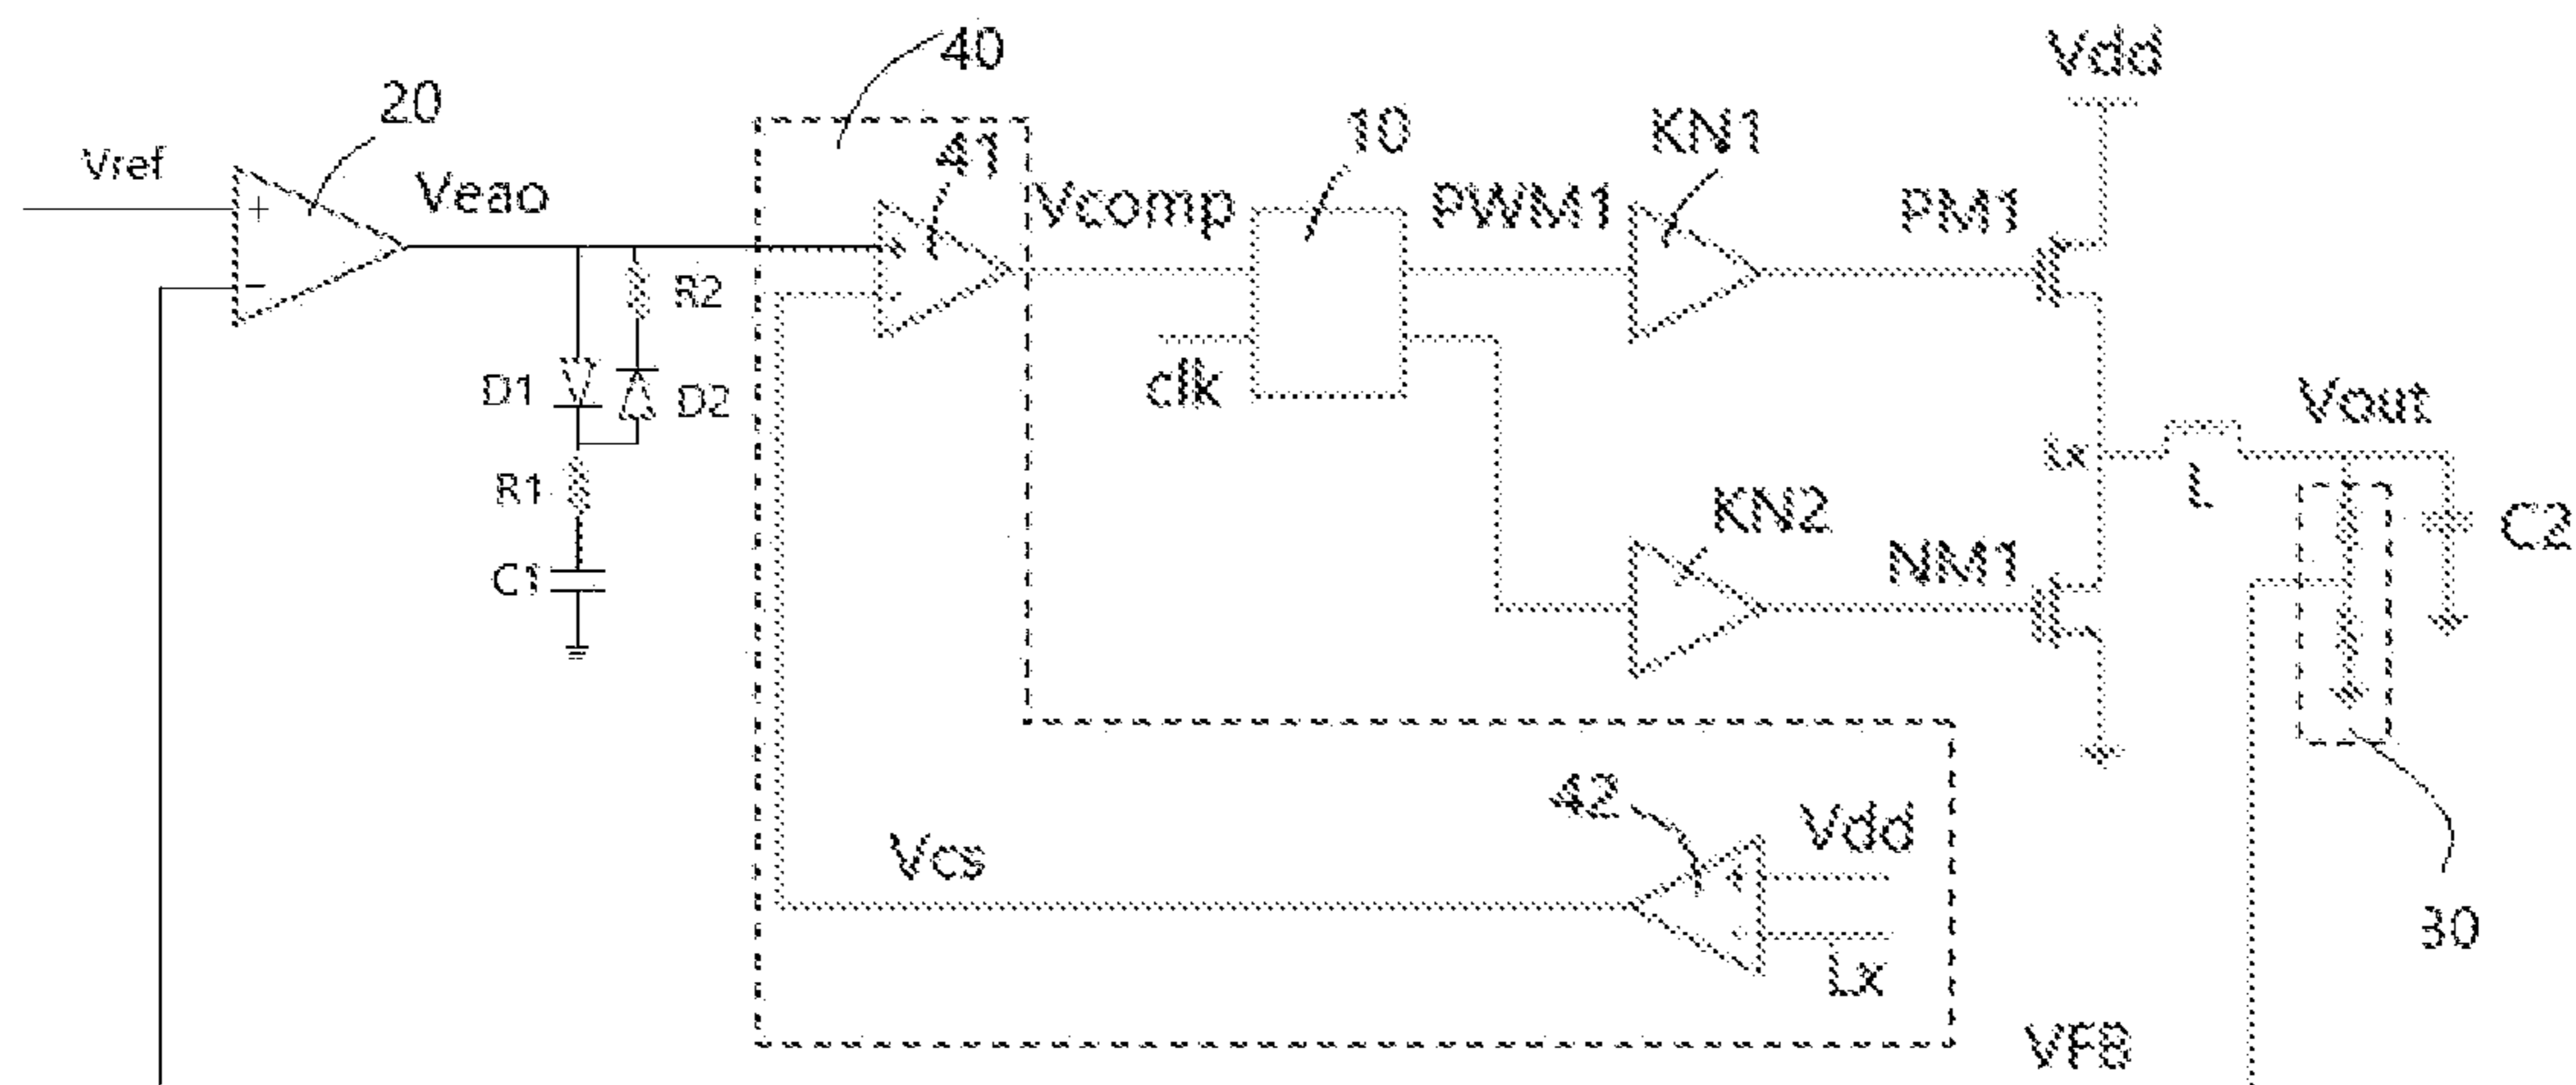 40
Vdd
20
10
KN1
Vref
41
+
Veao
Vcomp
PWM1
PM1
−
R2
clk
D1
D2
Vout
Lx
R1
L
KN2
C2
NM1
C1
42
Vdd
Vcs
30
Lx
VFB